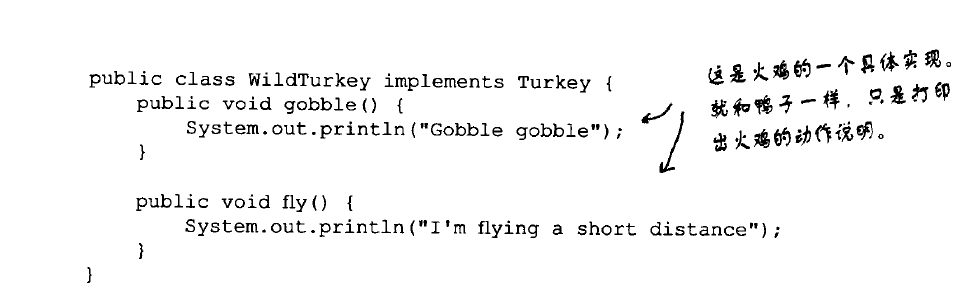 public class WildTurkey implements Turkey {
    public void gobble() {
        System.out.println("Gobble gobble");
    }

    public void fly() {
        System.out.println("I'm flying a short distance");
    }
}
这是火鸡的一个具体实现。
就和鸭子一样，只是打印
出火鸡的动作说明。